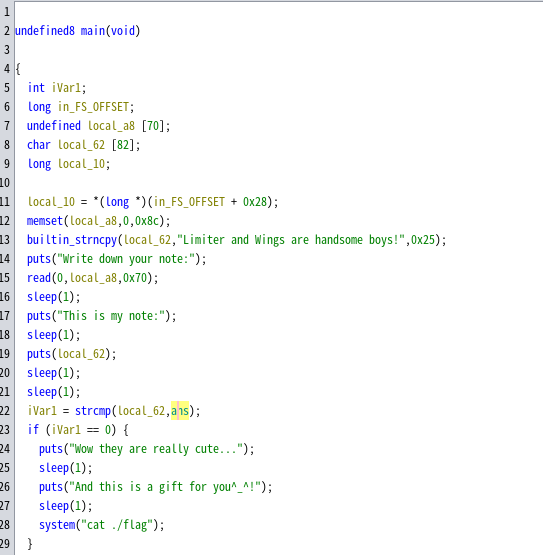 1
2 undefined8 main(void)
3
4 {
5 int iVar1;
6 long in_FS_OFFSET;
7 undefined local_a8 [70];
8 char local_62 [82];
9 long local_10;
10
11 local_10 = *(long *)(in_FS_OFFSET + 0x28);
12 memset(local_a8,0,0x8c);
13 builtin_strncpy(local_62,"Limiter and Wings are handsome boys!",0x25);
14 puts("Write down your note:");
15 read(0,local_a8,0x70);
16 sleep(1);
17 puts("This is my note:");
18 sleep(1);
19 puts(local_62);
20 sleep(1);
21 sleep(1);
22 iVar1 = strcmp(local_62,ans);
23 if (iVar1 == 0) {
24 puts("Wow they are really cute...");
25 sleep(1);
26 puts("And this is a gift for you^_^!");
27 sleep(1);
28 system("cat ./flag");
29 }